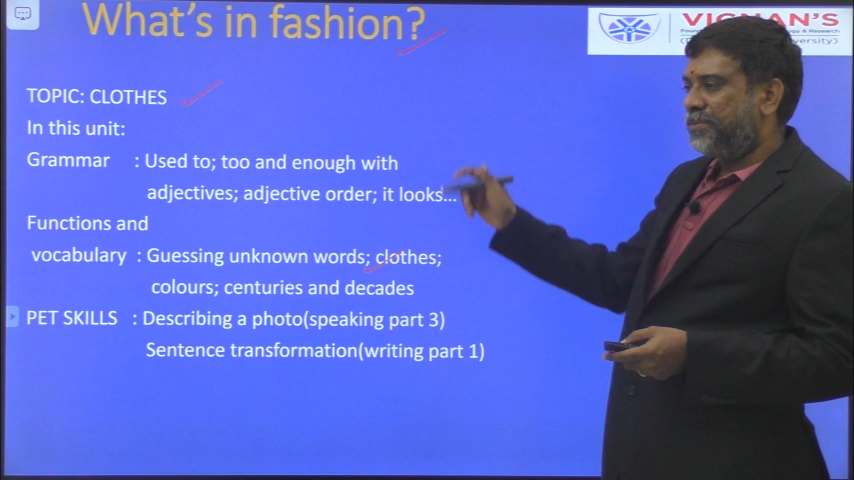 What's in fashion?
VIGNAN'S
TOPIC: CLOTHES
In this unit:
Grammar : Used to; too and enough with
adjectives; adjective order; it looks...
Functions and
vocabulary : Guessing unknown words; clothes;
colours; centuries and decades
PET SKILLS : Describing a photo(speaking part 3)
Sentence transformation(writing part 1)